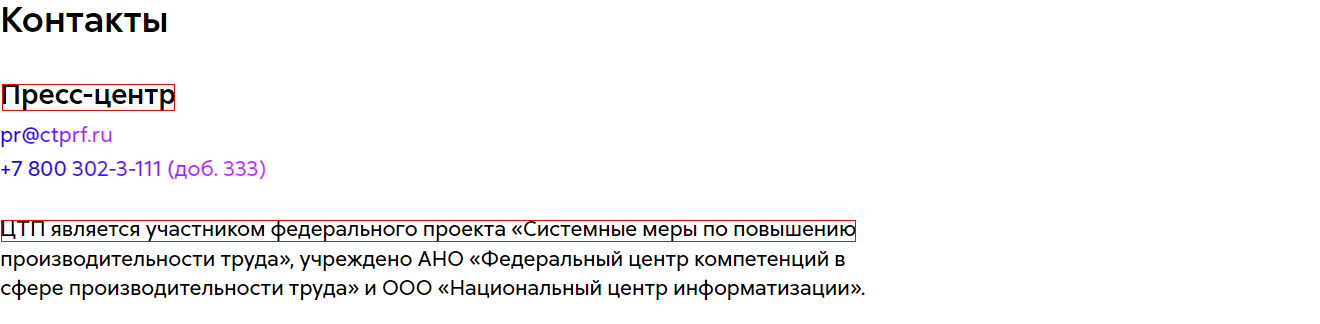 Контакты
Пресс-центр
pr@ctprf.ru
+7 800 302-3-111 (доб. 333)
ЦТП является участником федерального проекта «Системные меры по повышению
производительности труда», учреждено АНО «Федеральный центр компетенций в
сфере производительности труда» и ООО «Национальный центр информатизации».